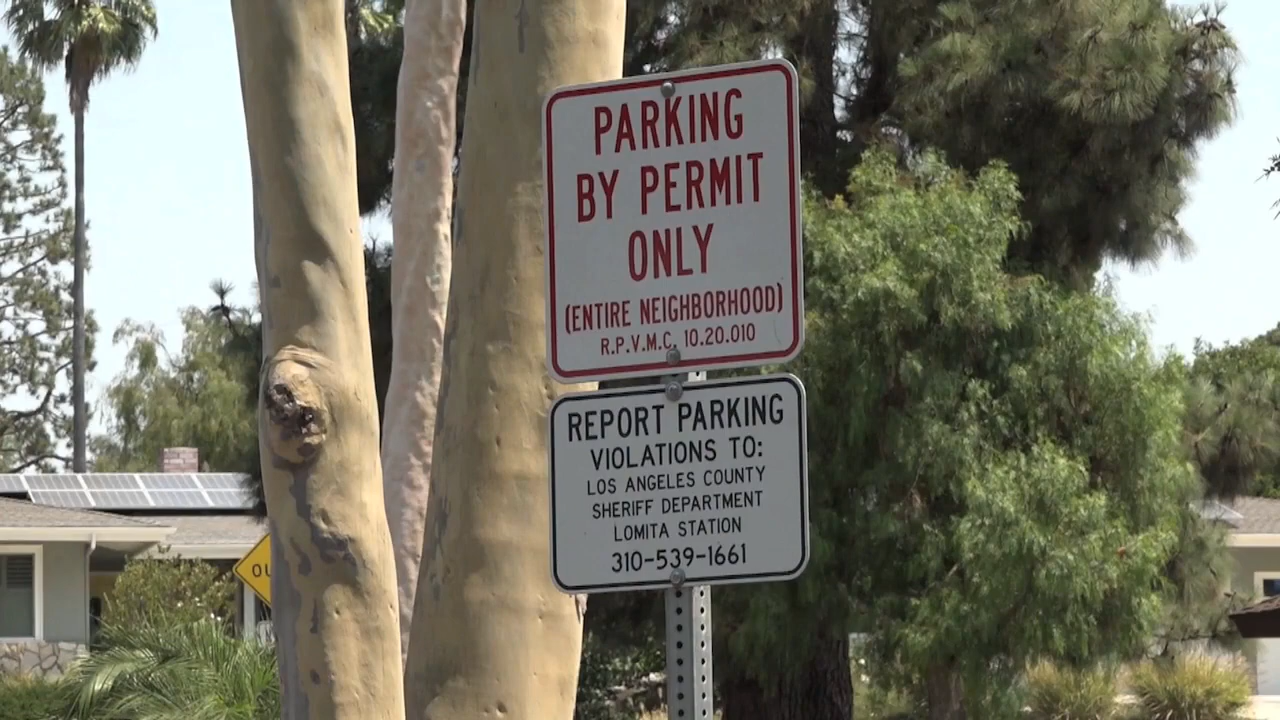 PARKING
BY PERMIT
ONLY
(ENTIRE NEIGHBORHOOD)
R.P.V.M.C. 10.20.010
REPORT PARKING
VIOLATIONS TO:
LOS ANGELES COUNTY
SHERIFF DEPARTMENT
LOMITA STATION
310-539-1661